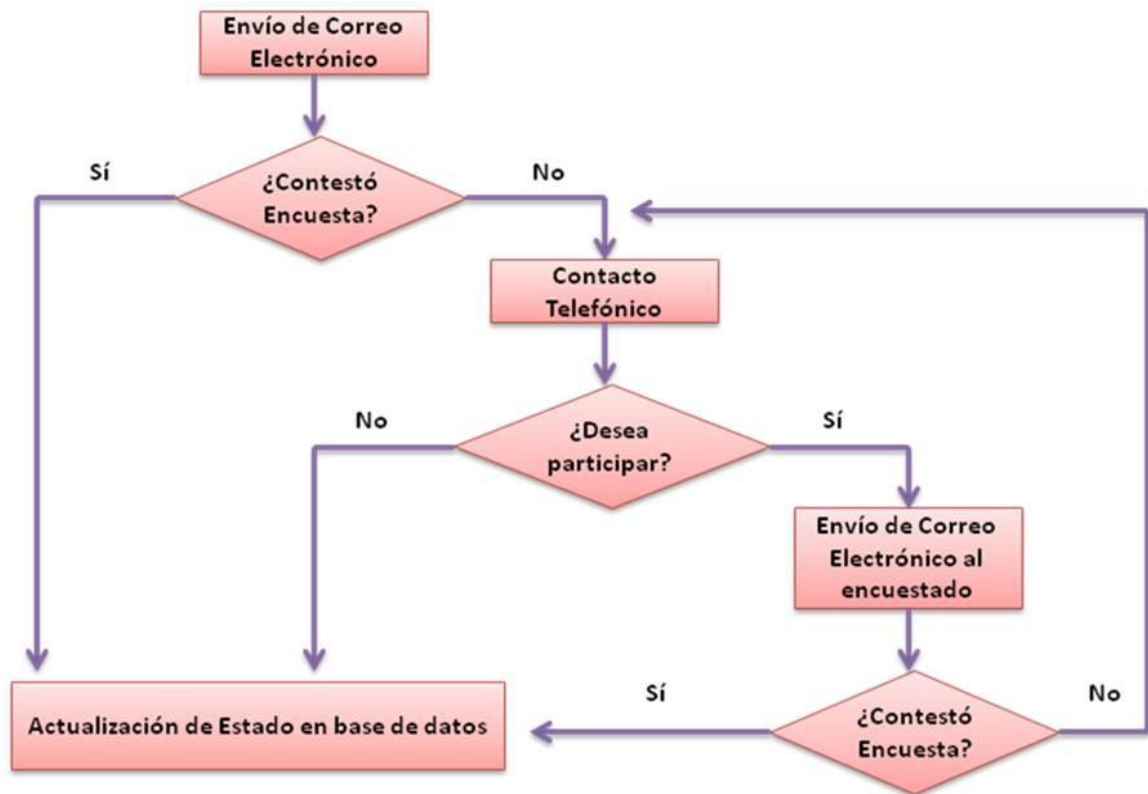 Envío de Correo
Electrónico
Sí
¿Contestó
Encuesta?
No
Contacto
Telefónico
No
¿Desea
participar?
Sí
Envío de Correo
Electrónico al
encuestado
Actualización de Estado en base de datos
Sí
¿Contestó
Encuesta?
No